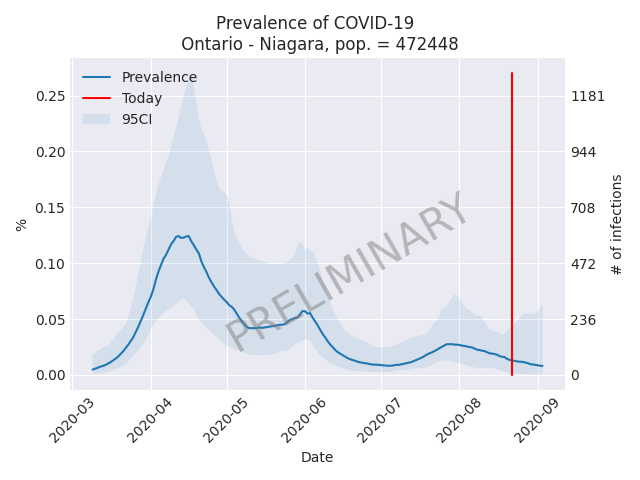 Prevalence of COVID-19
Ontario - Niagara, pop. = 472448
Prevalence
Today
95CI
%
0.25
0.20
0.15
0.10
0.05
0.00
1181
944
708
472
236
0
# of infections
PRELIMINARY
2020-03
2020-04
2020-05
2020-06
2020-07
2020-08
2020-09
Date